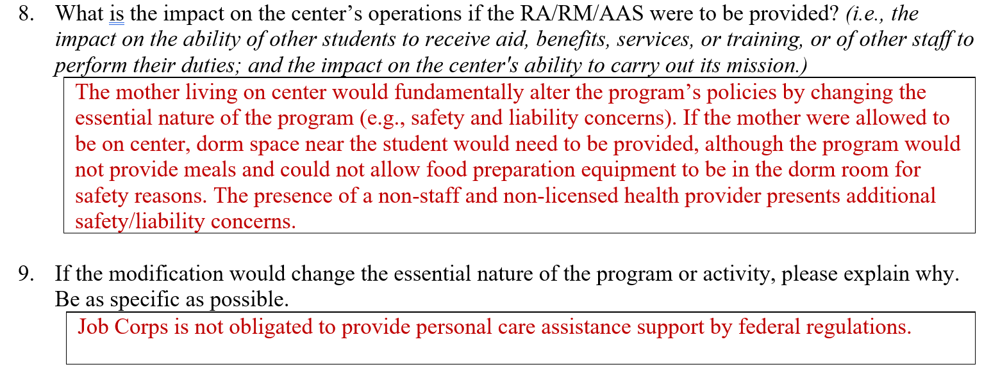 8. What is the impact on the center’s operations if the RA/RM/AAS were to be provided? (i.e., the
impact on the ability of other students to receive aid, benefits, services, or training, or of other staff to
perform their duties; and the impact on the center's ability to carry out its mission.)
The mother living on center would fundamentally alter the program’s policies by changing the
essential nature of the program (e.g., safety and liability concerns). If the mother were allowed to
be on center, dorm space near the student would need to be provided, although the program would
not provide meals and could not allow food preparation equipment to be in the dorm room for
safety reasons. The presence of a non-staff and non-licensed health provider presents additional
safety/liability concerns.
9. If the modification would change the essential nature of the program or activity, please explain why.
Be as specific as possible.
Job Corps is not obligated to provide personal care assistance support by federal regulations.